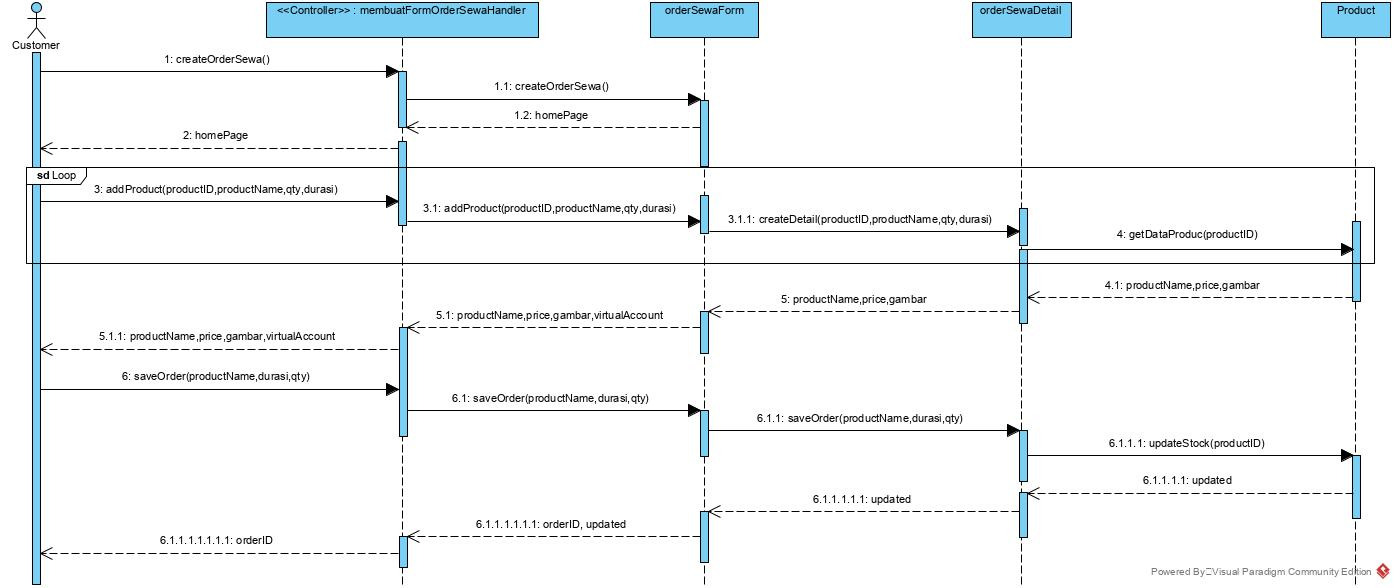 <<Controller>> : membuatFormOrderSewaHandler
orderSewaForm
orderSewaDetail
Product
Customer
1: createOrderSewa()
1.1: createOrderSewa()
1.2: homePage
2: homePage
sd Loop
3: addProduct(productID,productName,qty,durasi)
3.1: addProduct(productID,productName,qty,durasi)
3.1.1: createDetail(productID,productName,qty,durasi)
4: getDataProduc(productID)
4.1: productName,price,gambar
5: productName,price,gambar
5.1: productName,price,gambar,virtualAccount
5.1.1: productName,price,gambar,virtualAccount
6: saveOrder(productName,durasi,qty)
6.1: saveOrder(productName,durasi,qty)
6.1.1: saveOrder(productName,durasi,qty)
6.1.1.1: updateStock(productID)
6.1.1.1.1: updated
6.1.1.1.1.1: updated
6.1.1.1.1.1.1: orderID, updated
6.1.1.1.1.1.1.1: orderID
Powered By Visual Paradigm Community Edition